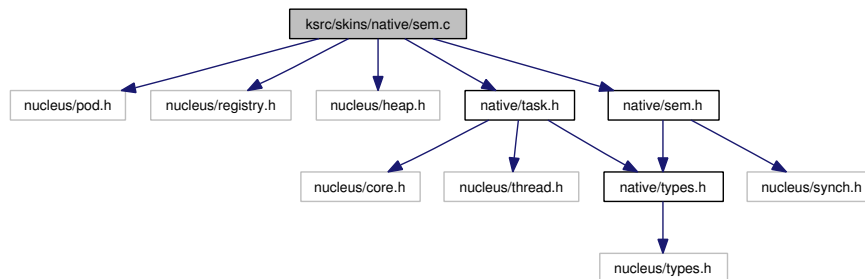 ksrc/skins/native/sem.c
nucleus/pod.h
nucleus/registry.h
nucleus/heap.h
native/task.h
native/sem.h
nucleus/core.h
nucleus/thread.h
native/types.h
nucleus/synch.h
nucleus/types.h